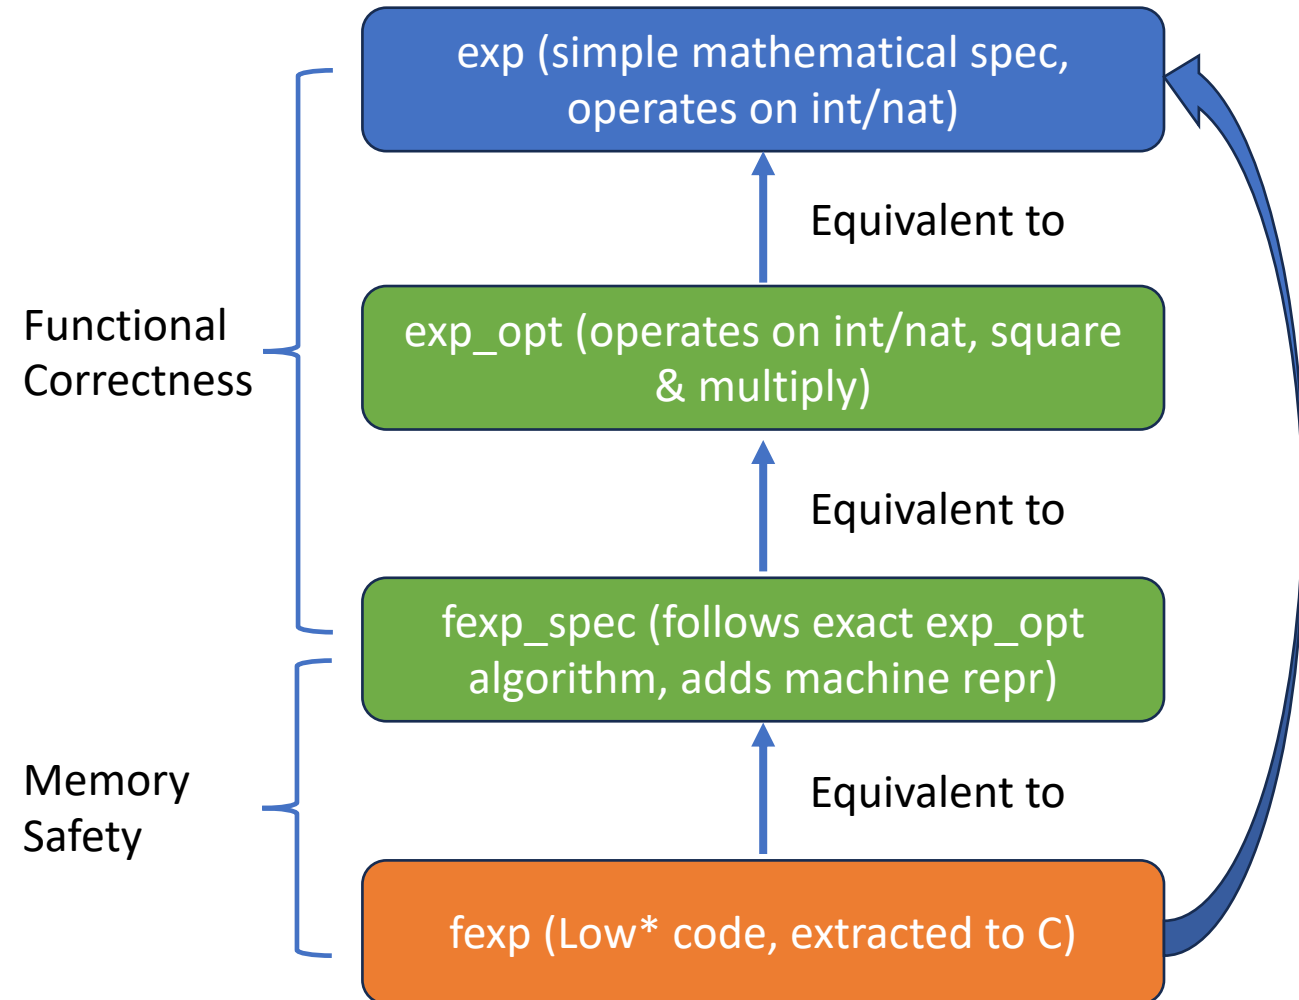 exp (simple mathematical spec,
operates on int/nat)
Equivalent to
Functional
Correctness
exp_opt (operates on int/nat, square
& multiply)
Equivalent to
fexp_spec (follows exact exp_opt
algorithm, adds machine repr)
Memory
Safety
Equivalent to
fexp (Low* code, extracted to C)